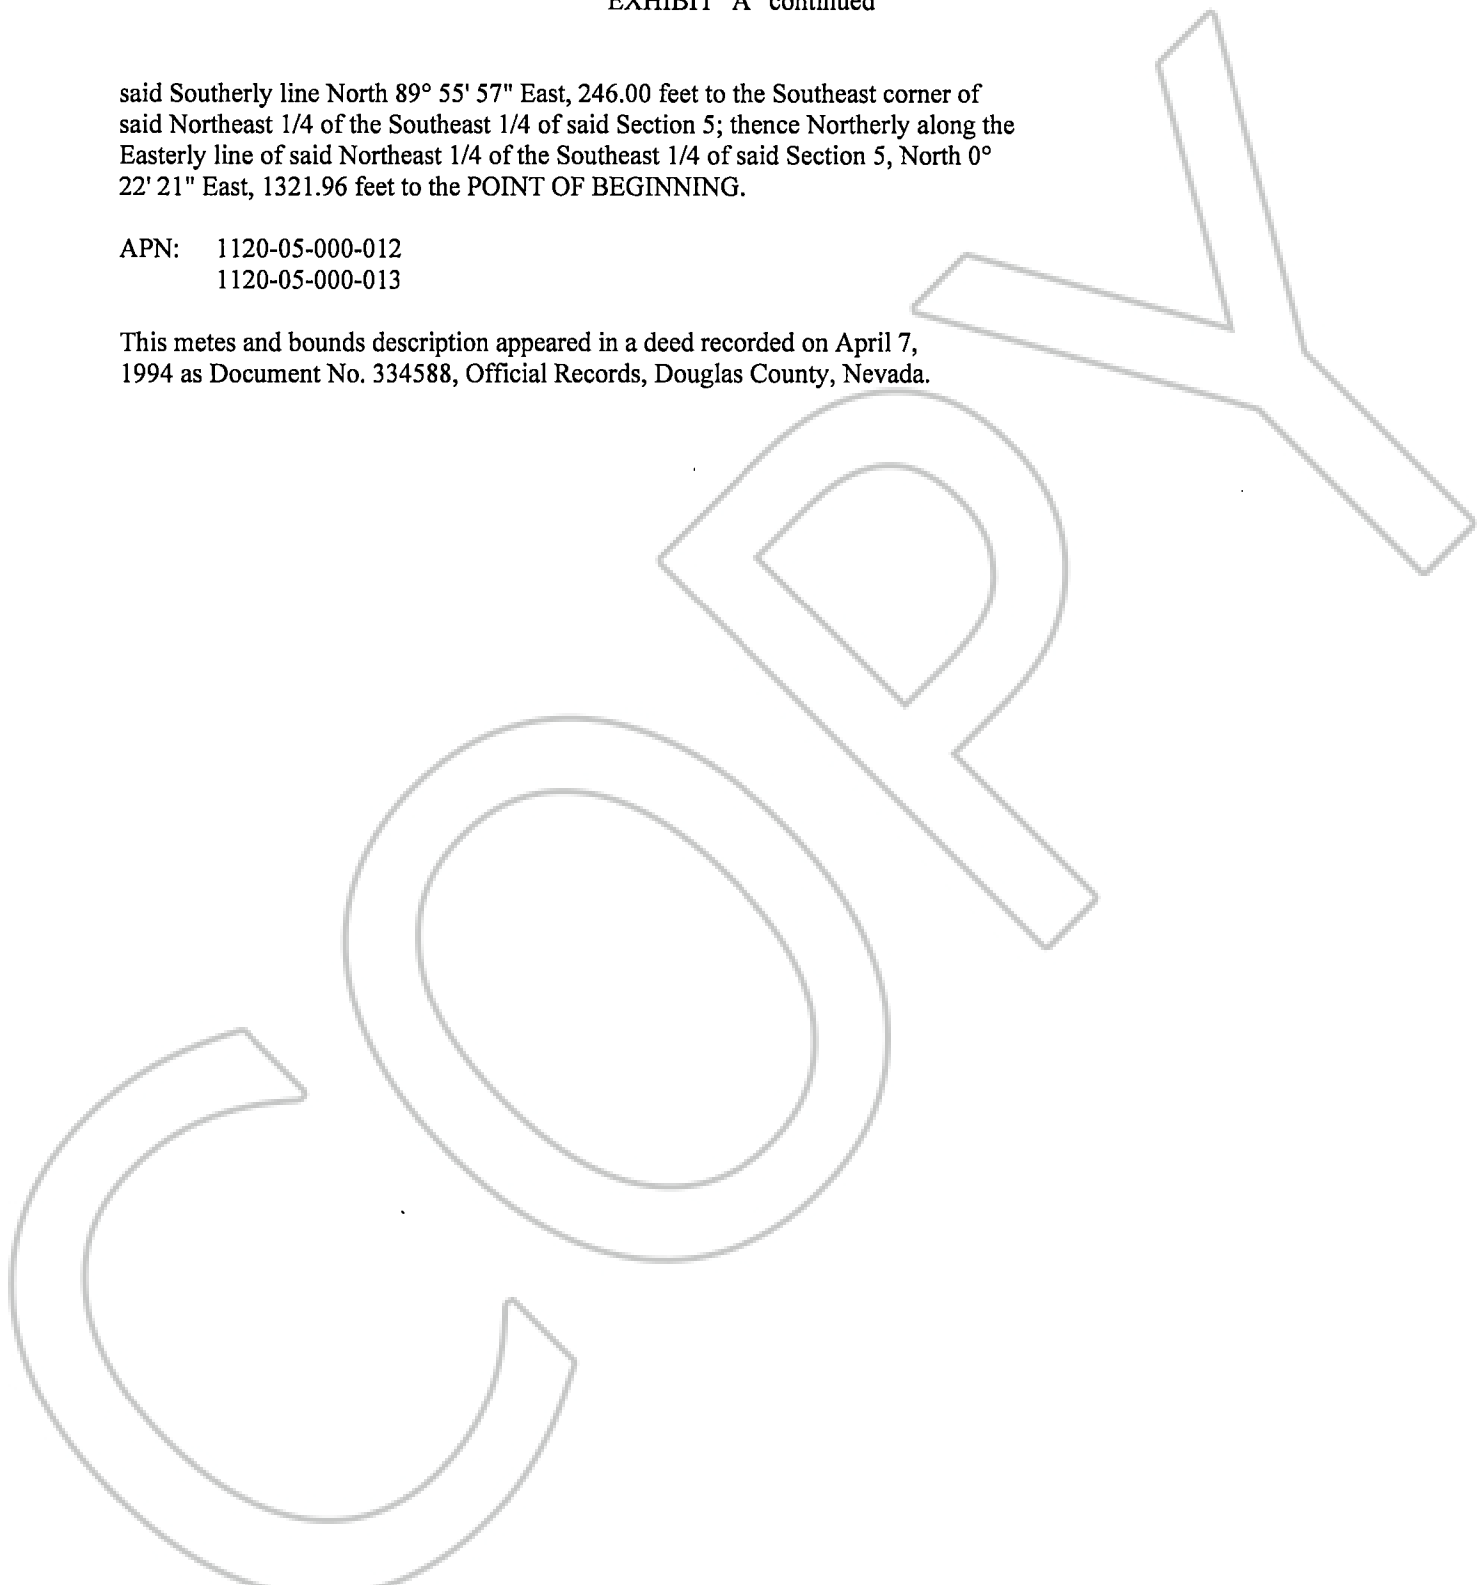 EXHIBIT "A" continued
said Southerly line North 89° 55' 57" East, 246.00 feet to the Southeast corner of
said Northeast 1/4 of the Southeast 1/4 of said Section 5; thence Northerly along the
Easterly line of said Northeast 1/4 of the Southeast 1/4 of said Section 5, North 0°
22' 21" East, 1321.96 feet to the POINT OF BEGINNING.
APN: 1120-05-000-012
1120-05-000-013
This metes and bounds description appeared in a deed recorded on April 7,
1994 as Document No. 334588, Official Records, Douglas County, Nevada.
COPY